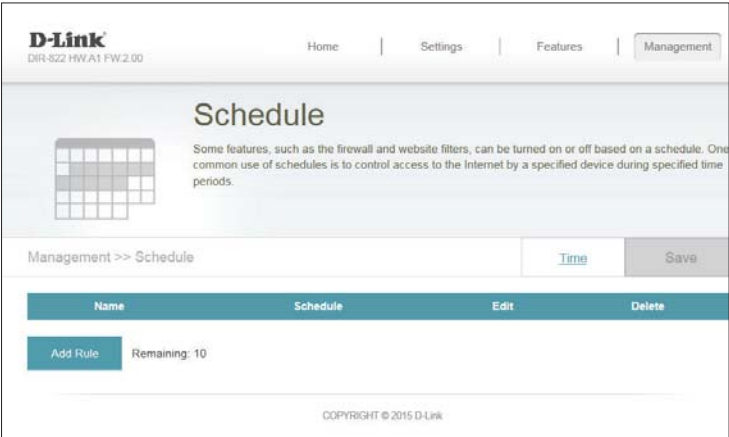 D-Link
DIR-822 HW:A1 FW:2.00
Home | Settings | Features | Management
Schedule
Some features, such as the firewall and website filters, can be turned on or off based on a schedule. One
common use of schedules is to control access to the Internet by a specified device during specified time
periods.
Management >> Schedule Time Save
Name Schedule Edit Delete
Add Rule Remaining: 10
COPYRIGHT © 2015 D-Link